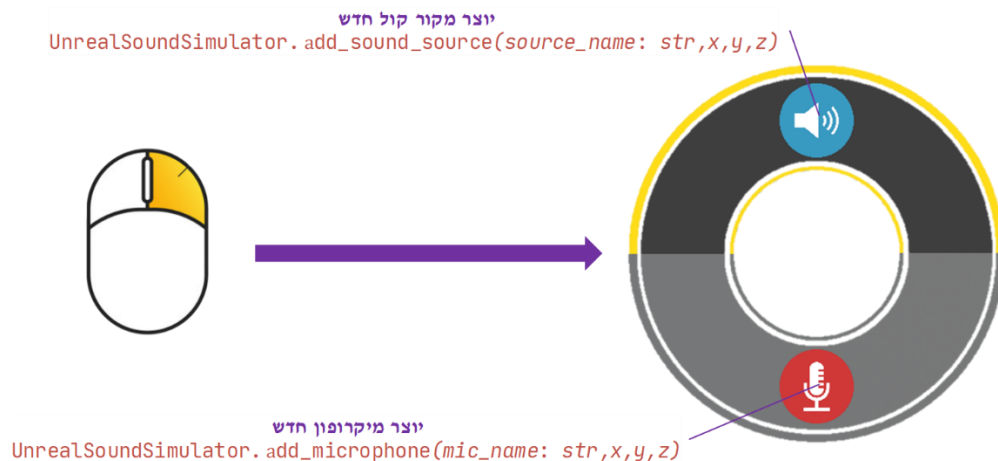 יוצר מקור קול חדש
UnrealSoundSimulator. add_sound_source(source_name: str,x,y,z)
יוצר מיקרופון חדש
UnrealSoundSimulator. add_microphone(mic_name: str,x,y,z)